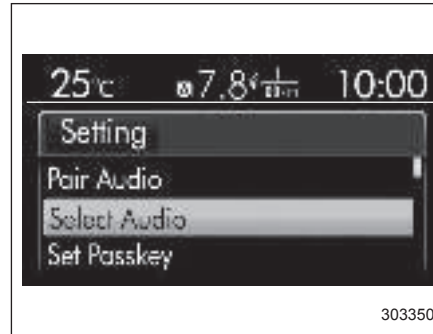 25°C 7.8 10:00
Setting
Pair Audio
Select Audio
Set Passkey
303350